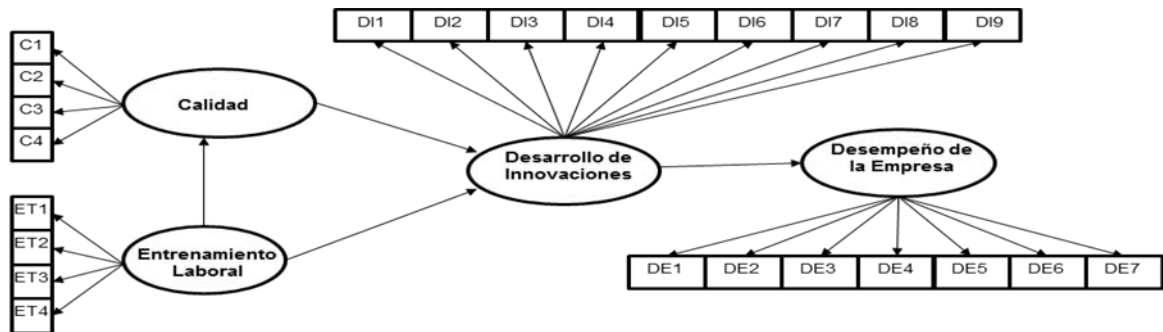 DI1 DI2 DI3 DI4 DI5 DI6 DI7 DI8 DI9
C1
C2
C3
C4
Calidad
Desarrollo de
Innovaciones
Desempeño de
la Empresa
ET1
ET2
ET3
ET4
Entrenamiento
Laboral
DE1 DE2 DE3 DE4 DE5 DE6 DE7